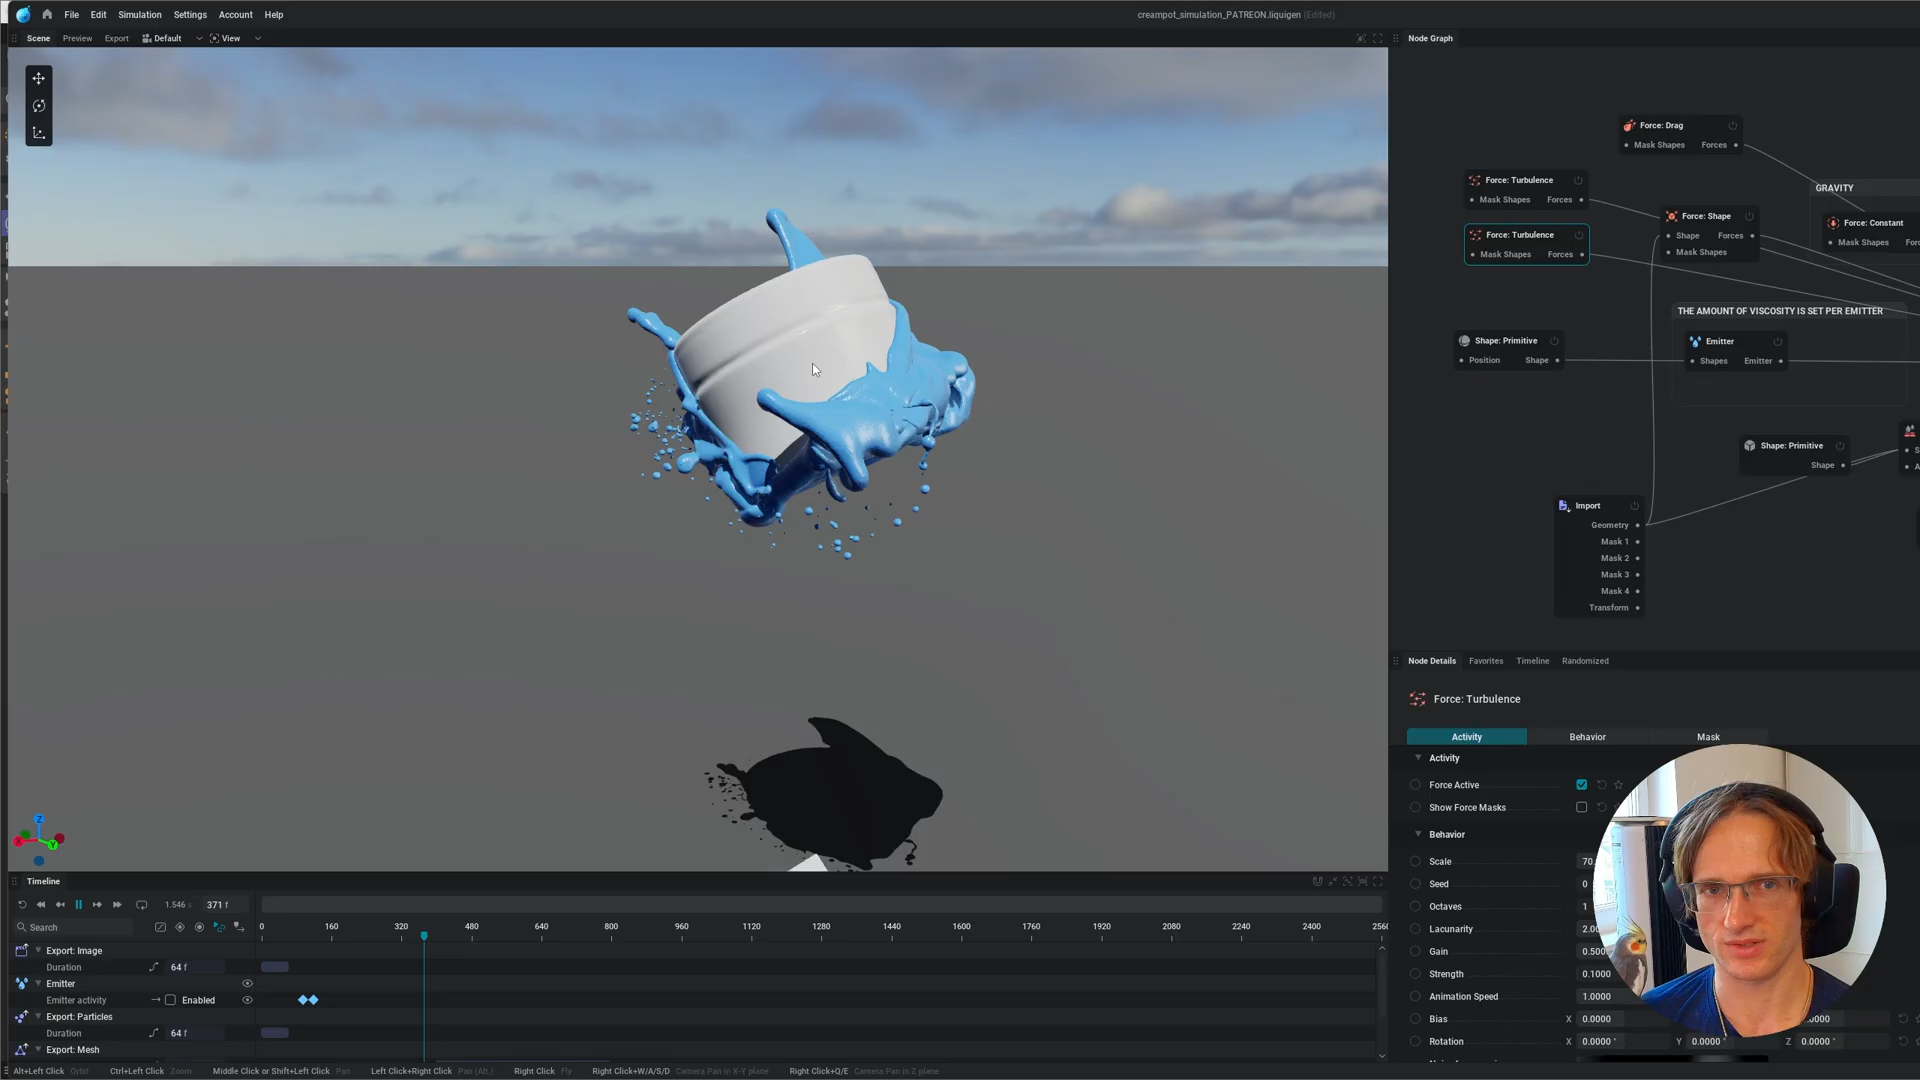 File Edit Simulation Settings Account Help
creampot_simulation_PATREON.liquigen (Edited)
Scene Preview Export Default View
Node Graph
Force: Drag
Mask Shapes Forces
Force: Turbulence
Mask Shapes Forces
GRAVITY
Force: Shape
Shape Forces
Mask Shapes
Force: Constant
Mask Shapes
Force: Turbulence
Mask Shapes Forces
THE AMOUNT OF VISCOSITY IS SET PER EMITTER
Shape: Primitive
Position Shape
Emitter
Shapes Emitter
Shape: Primitive
Shape
Import
Geometry
Mask 1
Mask 2
Mask 3
Mask 4
Transform
Node Details Favorites Timeline Randomized
Force: Turbulence
Activity Behavior Mask
Activity
Force Active
Show Force Masks
Behavior
Scale 70.
Seed 0
Octaves 1
Lacunarity 2.00
Gain 0.500
Strength 0.1000
Animation Speed 1.0000
Bias X 0.0000
Rotation X 0.0000 ° Y 0.0000 ° Z 0.0000 °
Z
X
Y
Timeline
1.546 s 371 f
Search
0 160 320 480 640 800 960 1120 1280 1440 1600 1760 1920 2080 2240 2400 2560
Export: Image
Duration 64 f
Emitter
Emitter activity Enabled
Export: Particles
Duration 64 f
Export: Mesh
Alt+Left Click Orbit Ctrl+Left Click Zoom Middle Click or Shift+Left Click Pan Left Click+Right Click Pan (Alt.) Right Click Fly Right Click+W/A/S/D Camera Pan in X-Y plane Right Click+Q/E Camera Pan in Z plane